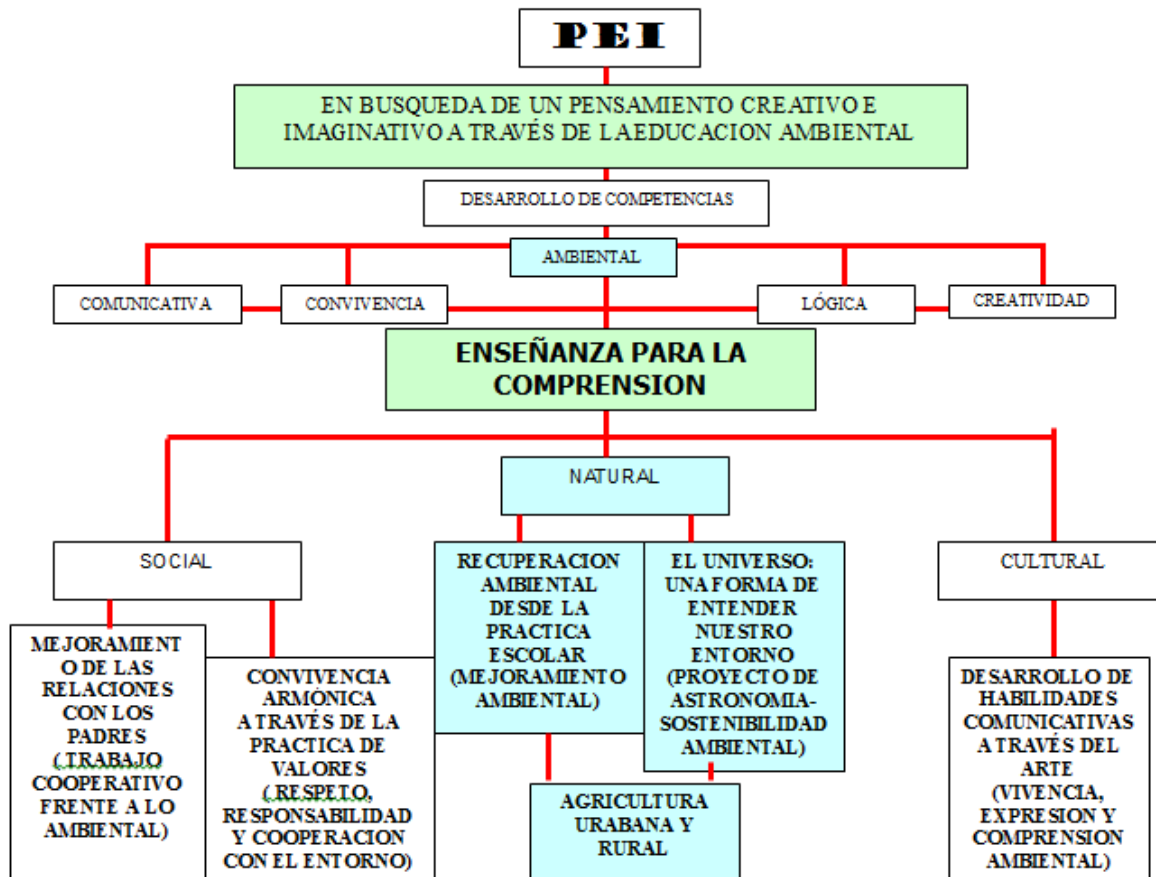 PEI
EN BUSQUEDA DE UN PENSAMIENTO CREATIVO E
IMAGINATIVO A TRAVÉS DE LA EDUCACION AMBIENTAL
DESARROLLO DE COMPETENCIAS
AMBIENTAL
COMUNICATIVA
CONVIVENCIA
LÓGICA
CREATIVIDAD
ENSEÑANZA PARA LA
COMPRENSION
NATURAL
SOCIAL
CULTURAL
MEJORAMIENT
O DE LAS
RELACIONES
CON LOS
PADRES
( TRABAJO
COOPERATIVO
FRENTE A LO
AMBIENTAL)
CONVIVENCIA
ARMÓNICA
A TRAVÉS DE LA
PRACTICA DE
VALORES
( RESPETO,
RESPONSABILIDAD
Y COOPERACION
CON EL ENTORNO)
RECUPERACION
AMBIENTAL
DESDE LA
PRACTICA
ESCOLAR
(MEJORAMIENTO
AMBIENTAL)
EL UNIVERSO:
UNA FORMA DE
ENTENDER
NUESTRO
ENTORNO
(PROYECTO DE
ASTRONOMIA-
SOSTENIBILIDAD
AMBIENTAL)
AGRICULTURA
URABANA Y
RURAL
DESARROLLO DE
HABILIDADES
COMUNICATIVAS
A TRAVÉS DEL
ARTE
(VIVENCIA,
EXPRESION Y
COMPRENSION
AMBIENTAL)